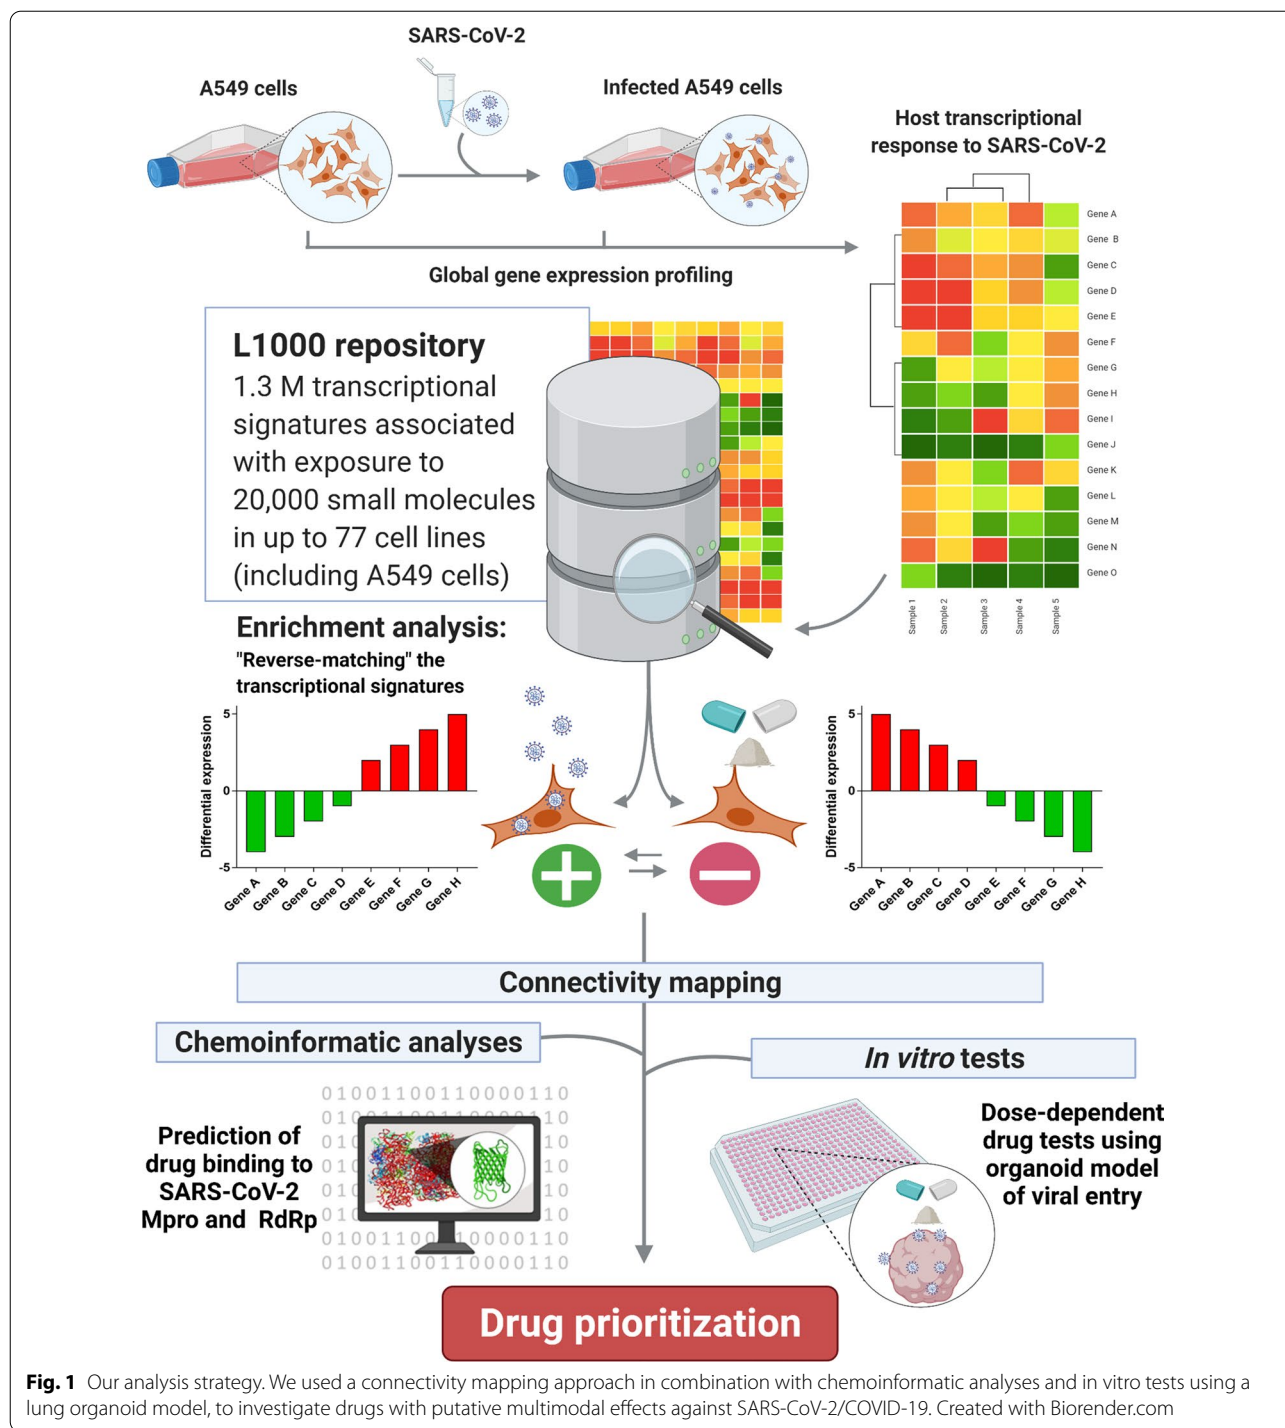 SARS-CoV-2
A549 cells
Infected A549 cells
Host transcriptional
response to SARS-CoV-2
Gene A
Gene B
Gene C
Gene D
Gene E
Gene F
Gene G
Gene H
Gene I
Gene J
Gene K
Gene L
Gene M
Gene N
Gene O
Sample 1
Sample 2
Sample 3
Sample 4
Sample 5
Global gene expression profiling
L1000 repository
1.3 M transcriptional
signatures associated
with exposure to
20,000 small molecules
in up to 77 cell lines
(including A549 cells)
Enrichment analysis:
"Reverse-matching" the
transcriptional signatures
Differential expression
5
0
-5
Gene A
Gene B
Gene C
Gene D
Gene E
Gene F
Gene G
Gene H
Differential expression
5
0
-5
Gene A
Gene B
Gene C
Gene D
Gene E
Gene F
Gene G
Gene H
Connectivity mapping
Chemoinformatic analyses
In vitro tests
Prediction of
drug binding to
SARS-CoV-2
Mpro and RdRp
01001100110000110
01001100110000110
Dose-dependent
drug tests using
organoid model
of viral entry
Drug prioritization
Fig. 1 Our analysis strategy. We used a connectivity mapping approach in combination with chemoinformatic analyses and in vitro tests using a
lung organoid model, to investigate drugs with putative multimodal effects against SARS-CoV-2/COVID-19. Created with Biorender.com